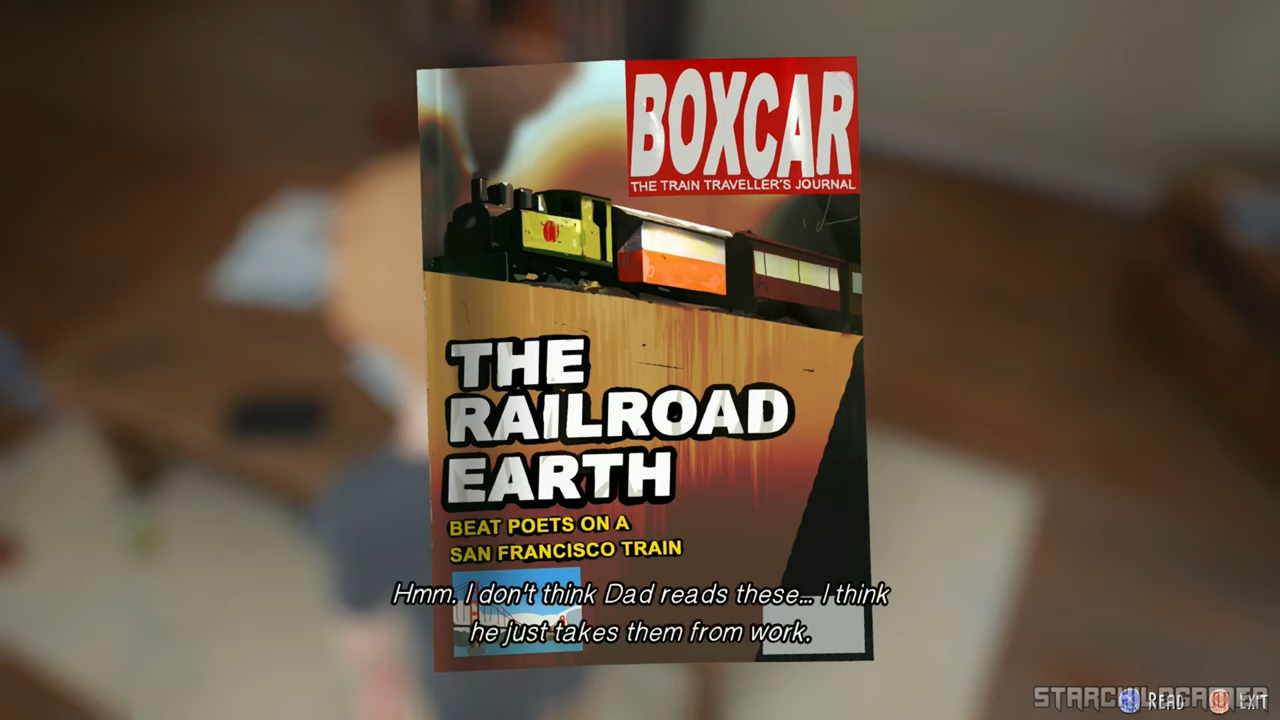 BOXCAR
THE TRAIN TRAVELLER'S JOURNAL
THE
RAILROAD
EARTH
BEAT POETS ON A
SAN FRANCISCO TRAIN
Hmm. I don't think Dad reads these... I think
he just takes them from work.
STARCHILDGAMER
READ
EXIT